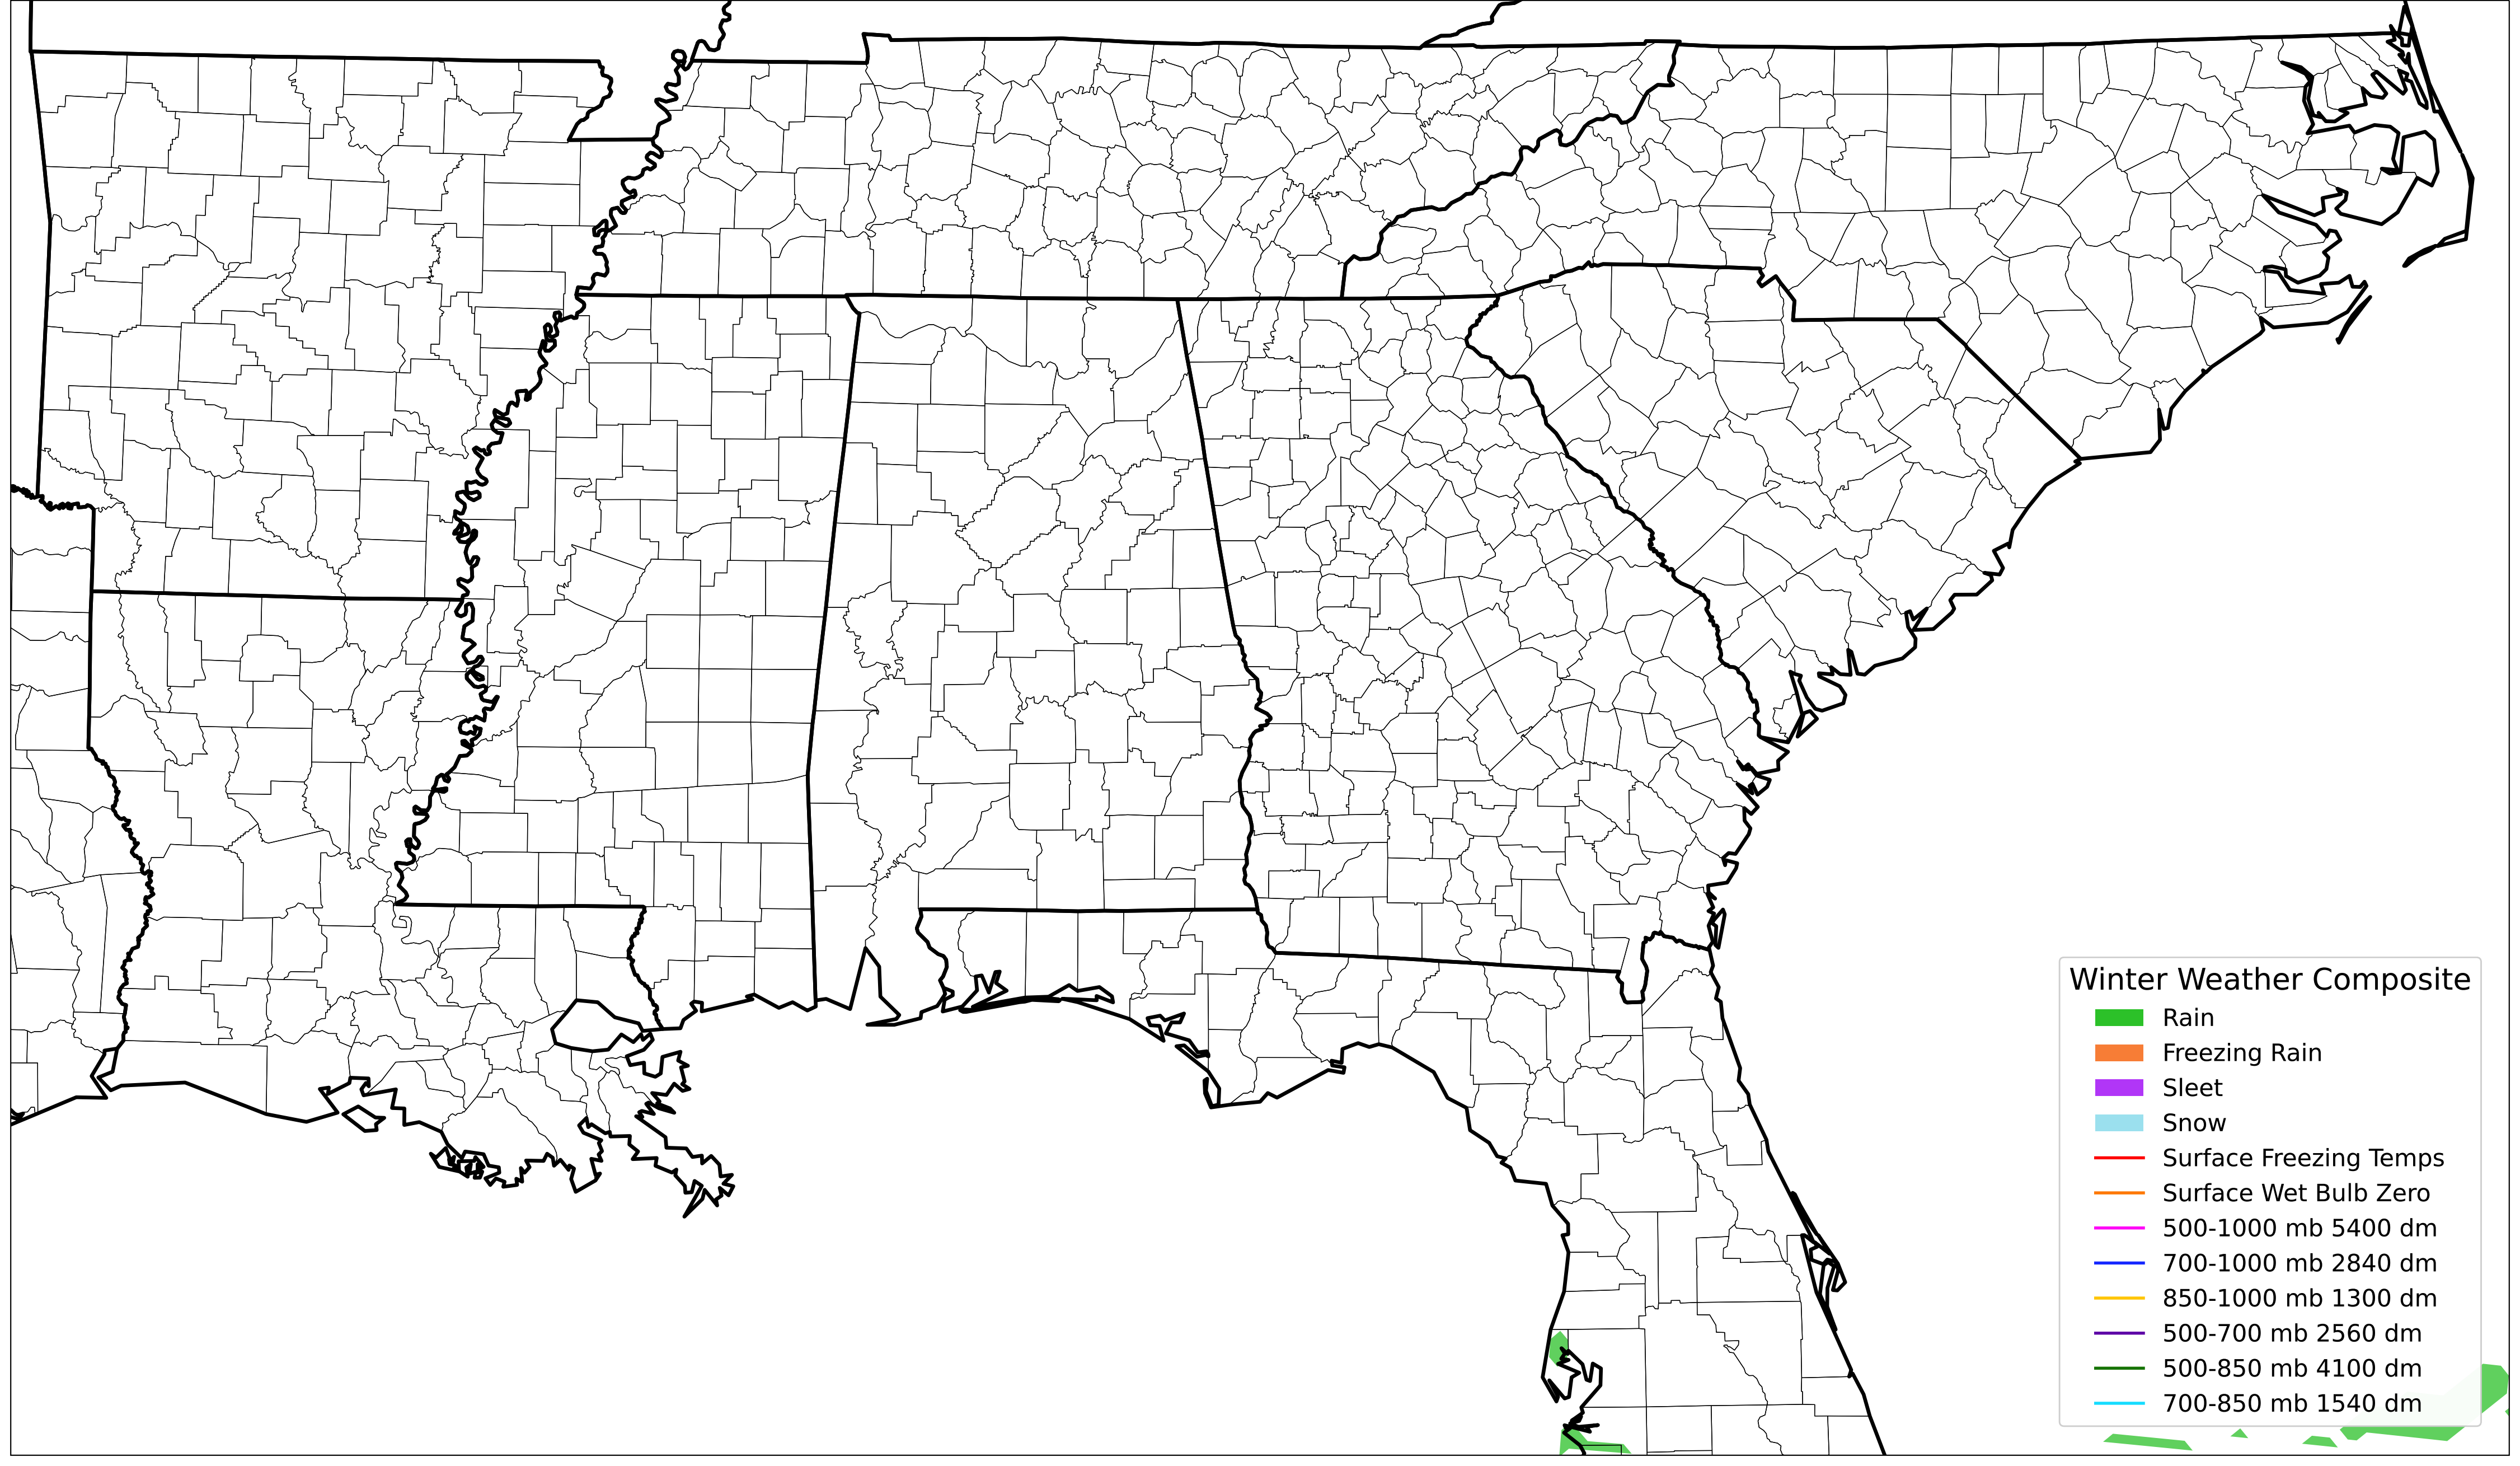 Winter Weather Composite
Rain
Freezing Rain
Sleet
Snow
Surface Freezing Temps
Surface Wet Bulb Zero
500-1000 mb 5400 dm
700-1000 mb 2840 dm
850-1000 mb 1300 dm
500-700 mb 2560 dm
500-850 mb 4100 dm
700-850 mb 1540 dm